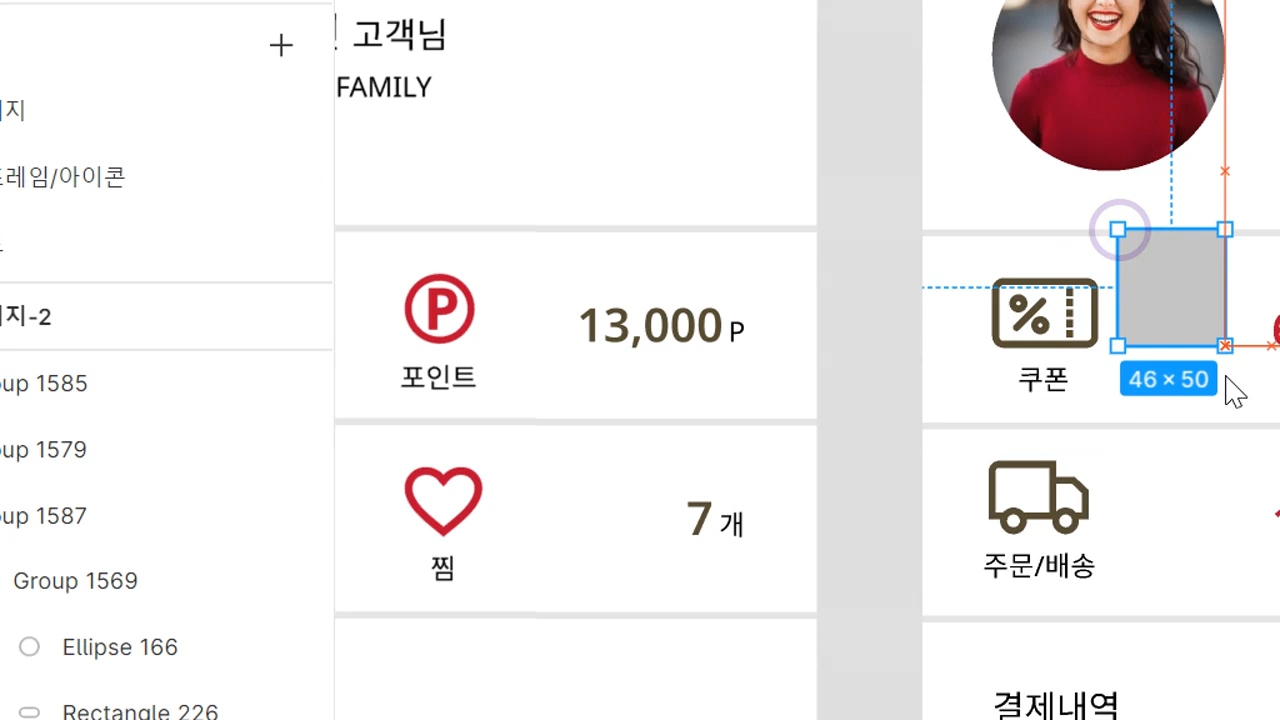 고객님
FAMILY
지
레임/아이콘
지-2
oup 1585
oup 1579
oup 1587
Group 1569
Ellipse 166
Rectangle 226
P
포인트
13,000 P
찜
7 개
%
쿠폰
46 × 50
주문/배송
결제내역